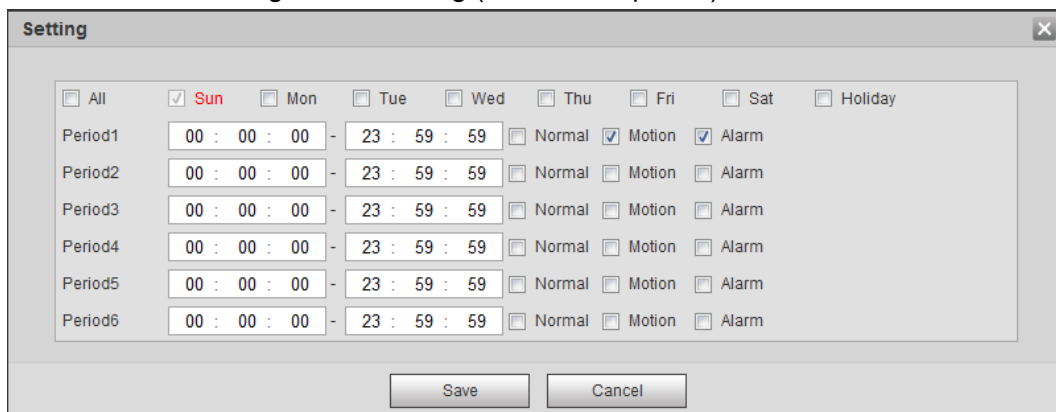 Setting
All Sun Mon Tue Wed Thu Fri Sat Holiday
Period1 00 : 00 : 00 - 23 : 59 : 59 Normal Motion Alarm
Period2 00 : 00 : 00 - 23 : 59 : 59 Normal Motion Alarm
Period3 00 : 00 : 00 - 23 : 59 : 59 Normal Motion Alarm
Period4 00 : 00 : 00 - 23 : 59 : 59 Normal Motion Alarm
Period5 00 : 00 : 00 - 23 : 59 : 59 Normal Motion Alarm
Period6 00 : 00 : 00 - 23 : 59 : 59 Normal Motion Alarm
Save Cancel